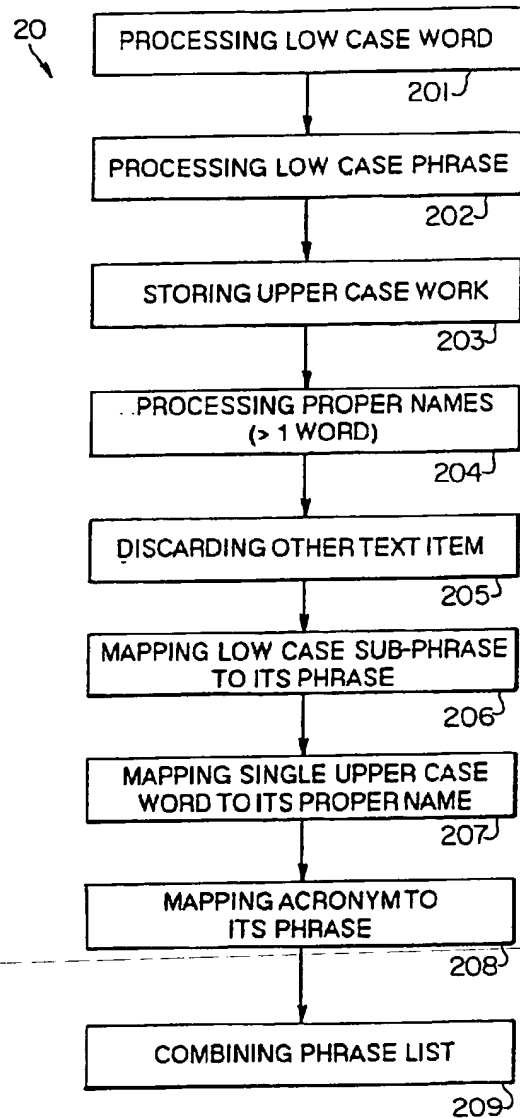 20
PROCESSING LOW CASE WORD
201
PROCESSING LOW CASE PHRASE
202
STORING UPPER CASE WORK
203
PROCESSING PROPER NAMES
(> 1 WORD)
204
DISCARDING OTHER TEXT ITEM
205
MAPPING LOW CASE SUB-PHRASE
TO ITS PHRASE
206
MAPPING SINGLE UPPER CASE
WORD TO ITS PROPER NAME
207
MAPPING ACRONYM TO
ITS PHRASE
208
COMBINING PHRASE LIST
209